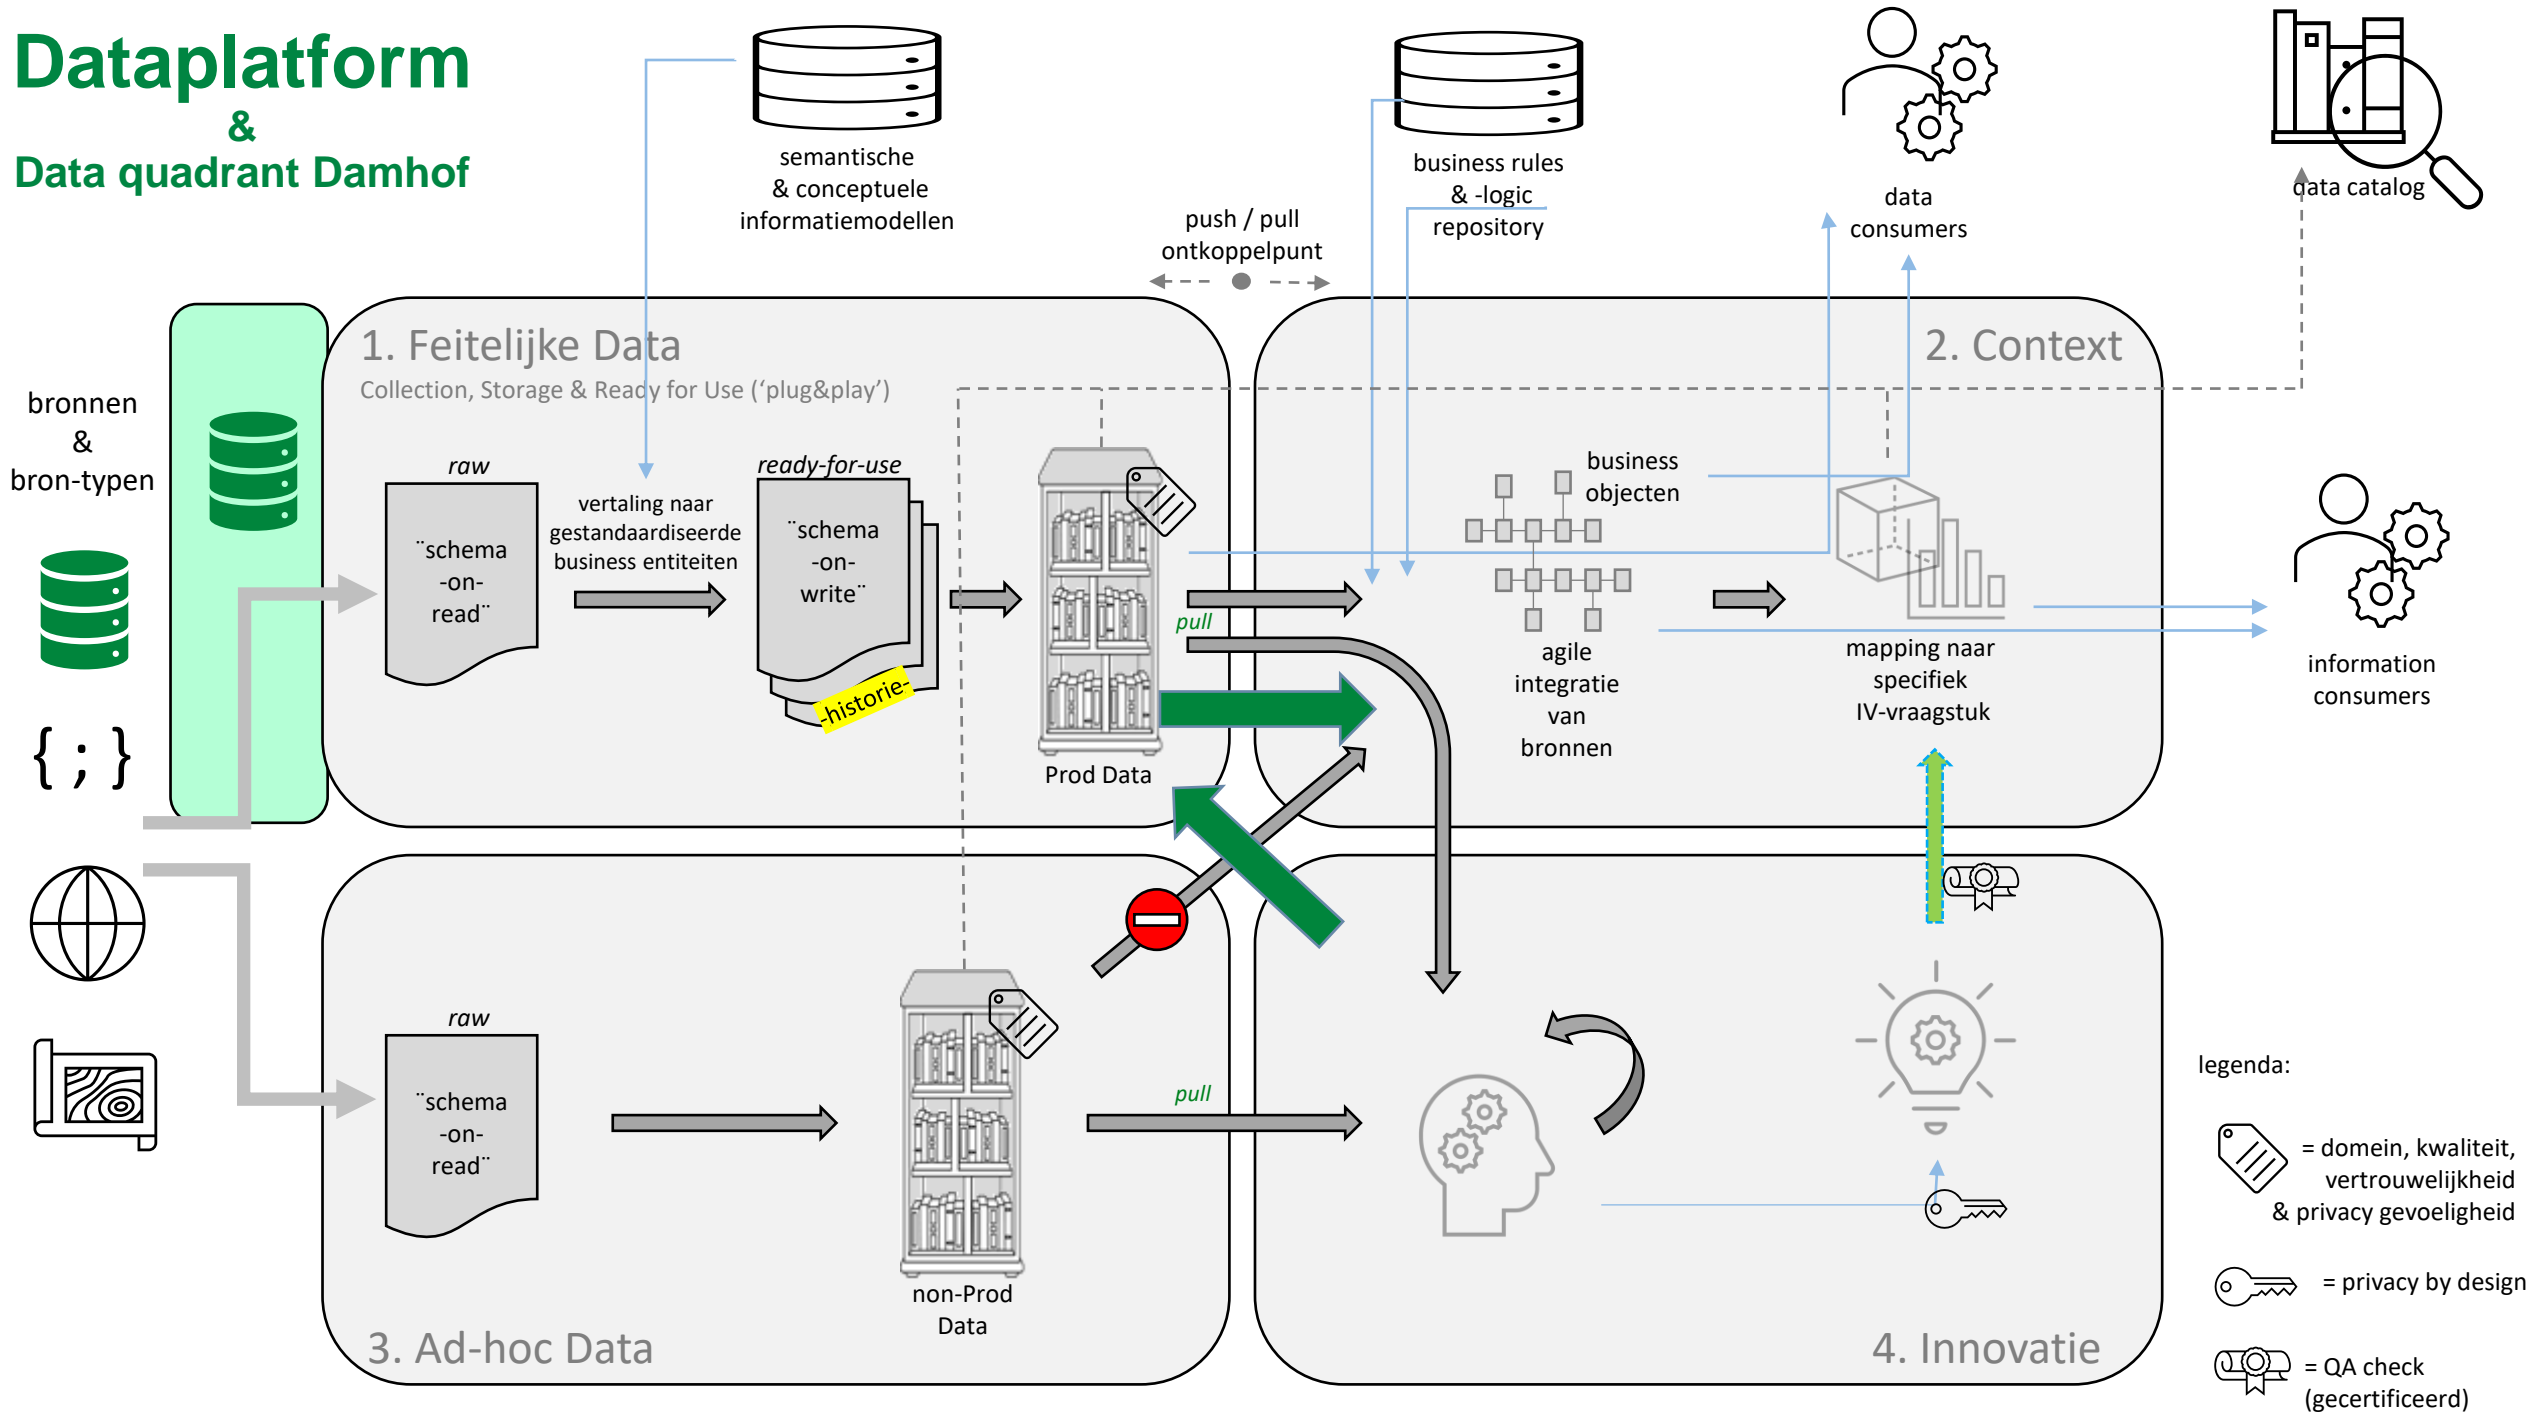 Dataplatform
&
Data quadrant Damhof
semantische
& conceptuele
informatiemodellen
push / pull
ontkoppelpunt
business rules
& -logic
repository
data
consumers
data catalog
bronnen
&
bron-typen
{ ; }
1. Feitelijke Data
Collection, Storage & Ready for Use (‘plug&play’)
raw
¨schema
-on-
read¨
vertaling naar
gestandaardiseerde
business entiteiten
ready-for-use
¨schema
-on-
write¨
-historie-
Prod Data
pull
2. Context
business
objecten
agile
integratie
van
bronnen
mapping naar
specifiek
IV-vraagstuk
information
consumers
raw
¨schema
-on-
read¨
non-Prod
Data
3. Ad-hoc Data
pull
4. Innovatie
legenda:
= domein, kwaliteit,
vertrouwelijkheid
& privacy gevoeligheid
= privacy by design
= QA check
(gecertificeerd)